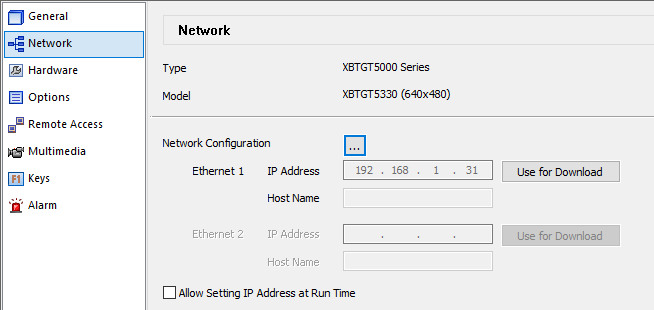 General
Network
Hardware
Options
Remote Access
Multimedia
F1 Keys
Alarm
Network
Type XBTGT5000 Series
Model XBTGT5330 (640x480)
Network Configuration ...
Ethernet 1 IP Address 192 . 168 . 1 . 31 Use for Download
Host Name
Ethernet 2 IP Address . . . Use for Download
Host Name
Allow Setting IP Address at Run Time